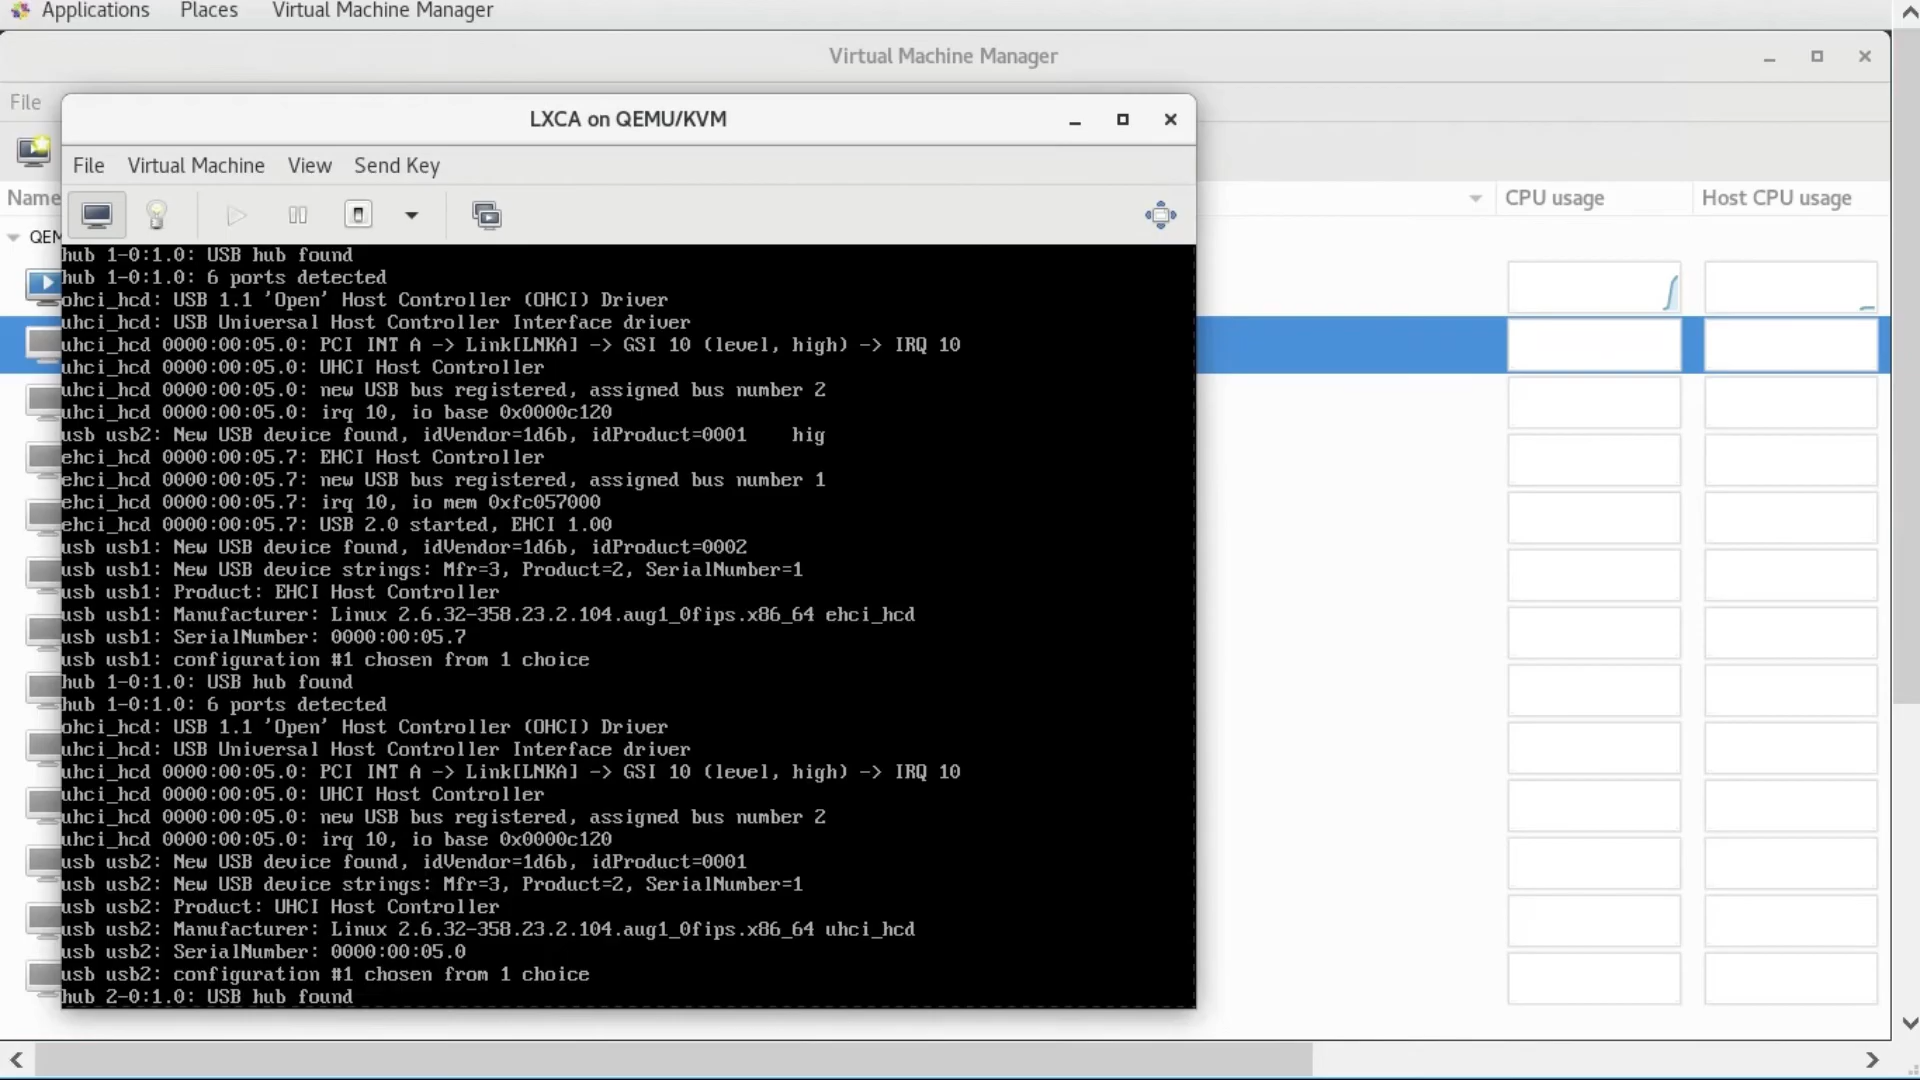 Applications Places Virtual Machine Manager
Virtual Machine Manager
File
LXCA on QEMU/KVM
File Virtual Machine View Send Key
Name CPU usage Host CPU usage
QEM
hub 1-0:1.0: USB hub found
hub 1-0:1.0: 6 ports detected
ohci_hcd: USB 1.1 'Open' Host Controller (OHCI) Driver
uhci_hcd: USB Universal Host Controller Interface driver
uhci_hcd 0000:00:05.0: PCI INT A -> Link[LNKA] -> GSI 10 (level, high) -> IRQ 10
uhci_hcd 0000:00:05.0: UHCI Host Controller
uhci_hcd 0000:00:05.0: new USB bus registered, assigned bus number 2
uhci_hcd 0000:00:05.0: irq 10, io base 0x0000c120
usb usb2: New USB device found, idVendor=1d6b, idProduct=0001 hig
ehci_hcd 0000:00:05.7: EHCI Host Controller
ehci_hcd 0000:00:05.7: new USB bus registered, assigned bus number 1
ehci_hcd 0000:00:05.7: irq 10, io mem 0xfc057000
ehci_hcd 0000:00:05.7: USB 2.0 started, EHCI 1.00
usb usb1: New USB device found, idVendor=1d6b, idProduct=0002
usb usb1: New USB device strings: Mfr=3, Product=2, SerialNumber=1
usb usb1: Product: EHCI Host Controller
usb usb1: Manufacturer: Linux 2.6.32-358.23.2.104.aug1_0fips.x86_64 ehci_hcd
usb usb1: SerialNumber: 0000:00:05.7
usb usb1: configuration #1 chosen from 1 choice
hub 1-0:1.0: USB hub found
hub 1-0:1.0: 6 ports detected
ohci_hcd: USB 1.1 'Open' Host Controller (OHCI) Driver
uhci_hcd: USB Universal Host Controller Interface driver
uhci_hcd 0000:00:05.0: PCI INT A -> Link[LNKA] -> GSI 10 (level, high) -> IRQ 10
uhci_hcd 0000:00:05.0: UHCI Host Controller
uhci_hcd 0000:00:05.0: new USB bus registered, assigned bus number 2
uhci_hcd 0000:00:05.0: irq 10, io base 0x0000c120
usb usb2: New USB device found, idVendor=1d6b, idProduct=0001
usb usb2: New USB device strings: Mfr=3, Product=2, SerialNumber=1
usb usb2: Product: UHCI Host Controller
usb usb2: Manufacturer: Linux 2.6.32-358.23.2.104.aug1_0fips.x86_64 uhci_hcd
usb usb2: SerialNumber: 0000:00:05.0
usb usb2: configuration #1 chosen from 1 choice
hub 2-0:1.0: USB hub found